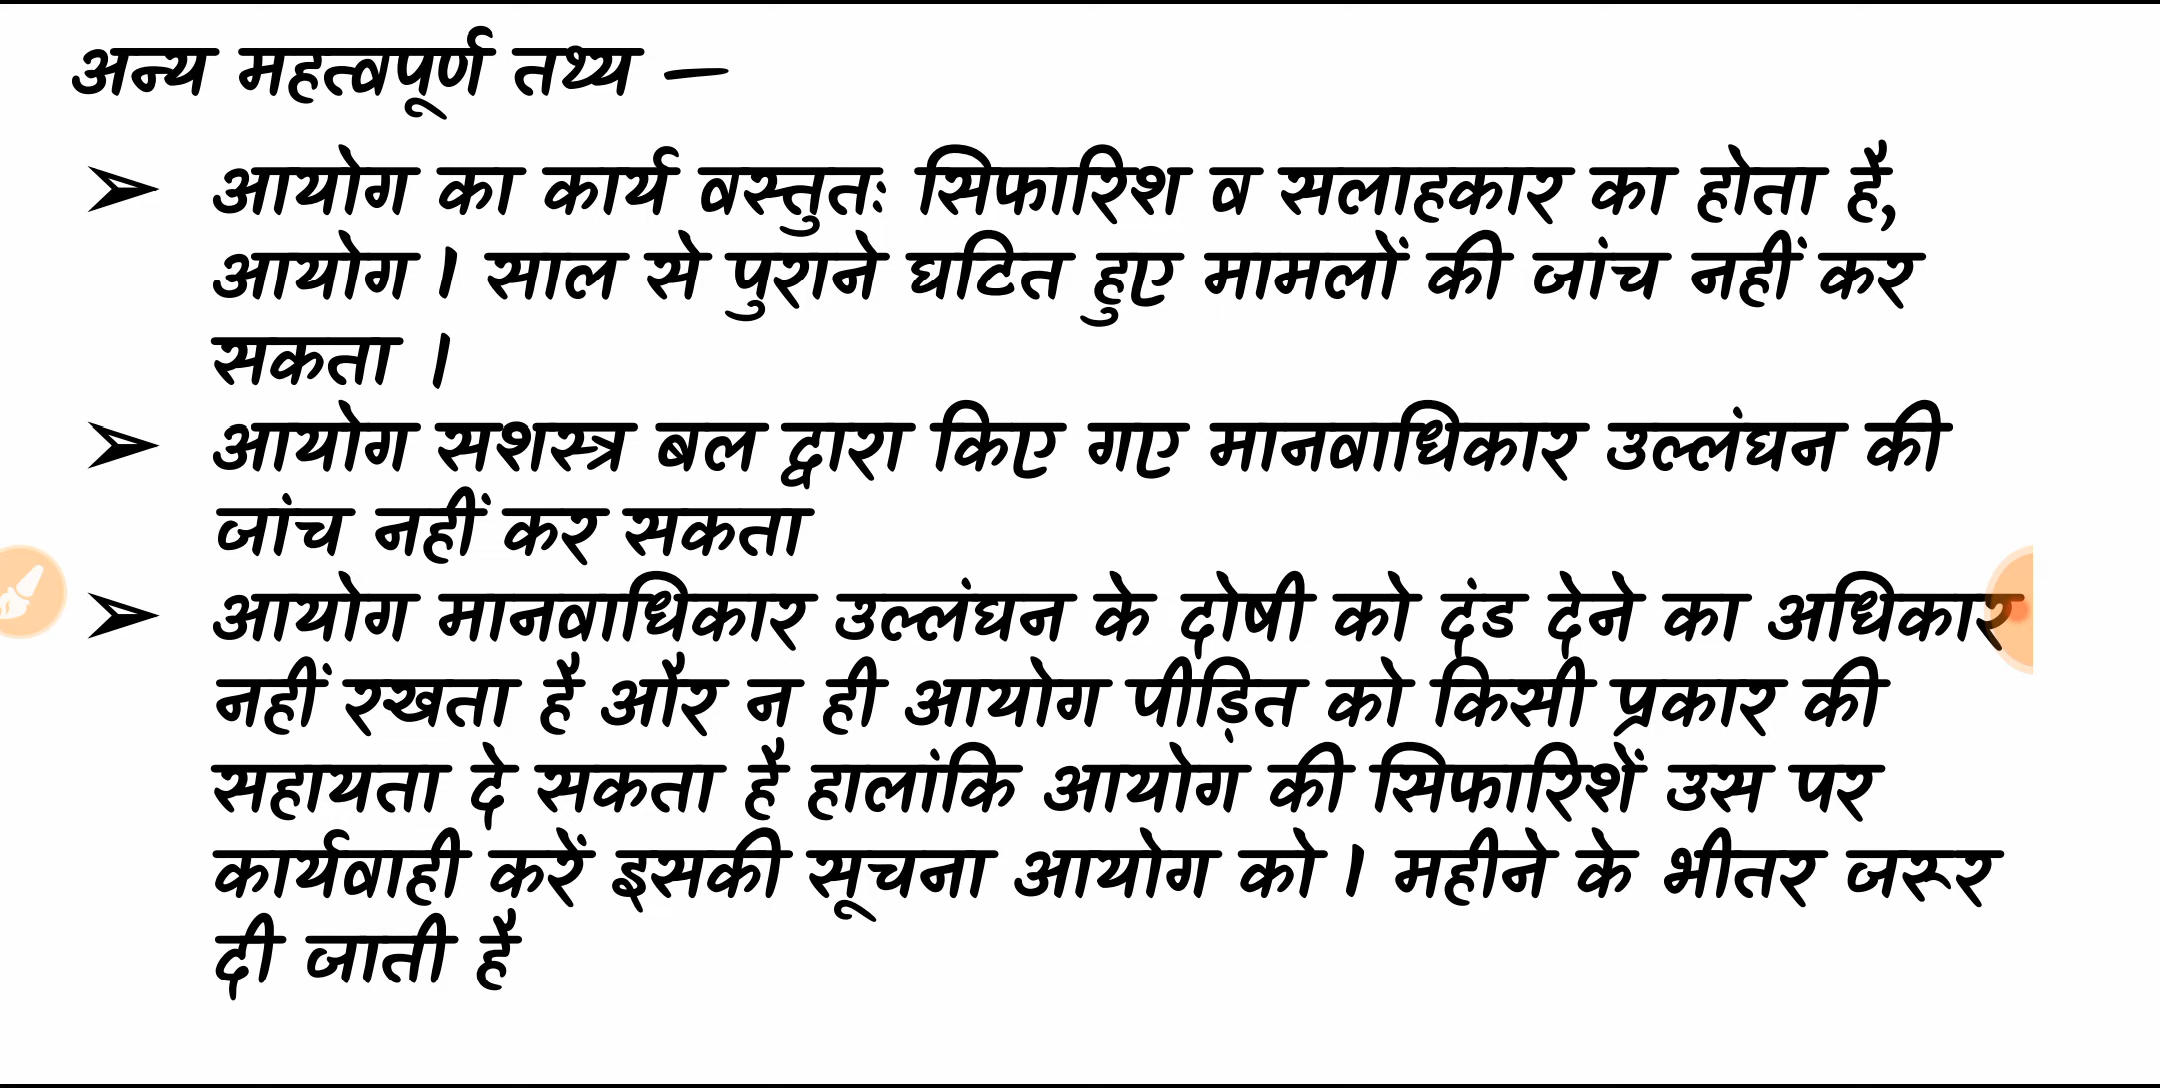 अन्य महत्वपूर्ण तथ्य –
➢ आयोग का कार्य वस्तुतः सिफारिश व सलाहकार का होता है,
आयोग । साल से पुराने घटित हुए मामलों की जांच नहीं कर
सकता ।
➢ आयोग सशस्त्र बल द्वारा किए गए मानवाधिकार उल्लंघन की
जांच नहीं कर सकता
➢ आयोग मानवाधिकार उल्लंघन के दोषी को दंड देने का अधिकार
नहीं रखता है और न ही आयोग पीड़ित को किसी प्रकार की
सहायता दे सकता है हालांकि आयोग की सिफारिशें उस पर
कार्यवाही करें इसकी सूचना आयोग को । महीने के भीतर जरूर
दी जाती है